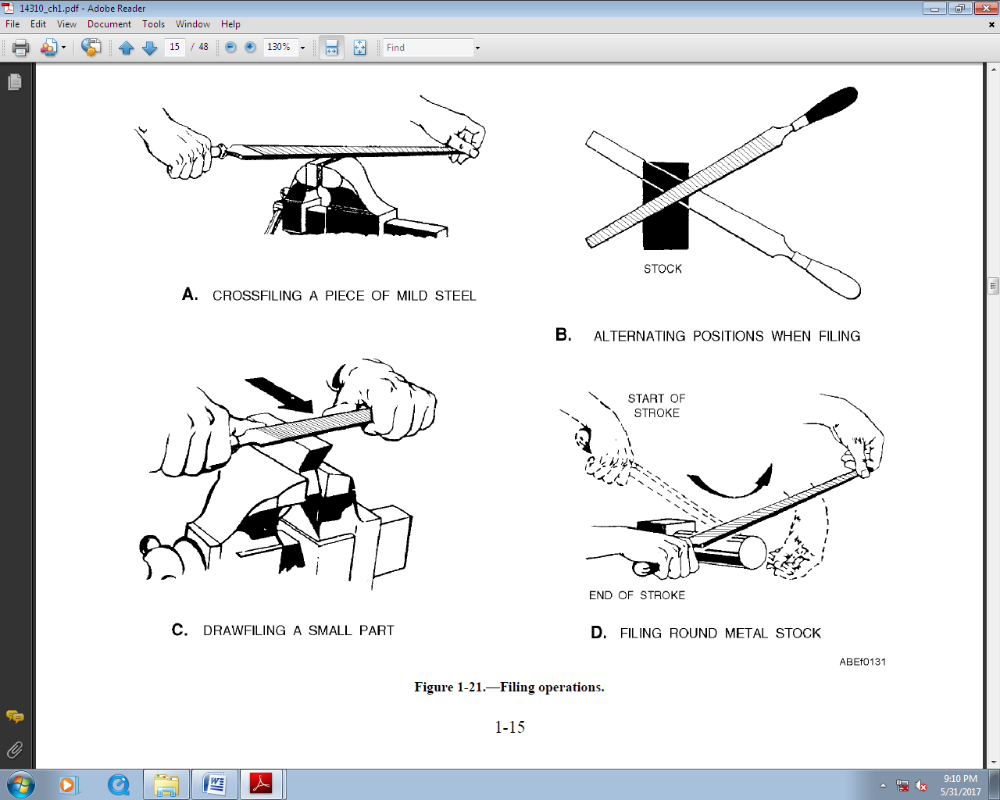 14310_ch1.pdf - Adobe Reader
File Edit View Document Tools Window Help
15 / 48 130% Find
A. CROSSFILING A PIECE OF MILD STEEL
STOCK
B. ALTERNATING POSITIONS WHEN FILING
C. DRAWFILING A SMALL PART
START OF
STROKE
END OF STROKE
D. FILING ROUND METAL STOCK
ABEf0131
Figure 1-21.—Filing operations.
1-15
9:10 PM
5/31/2017